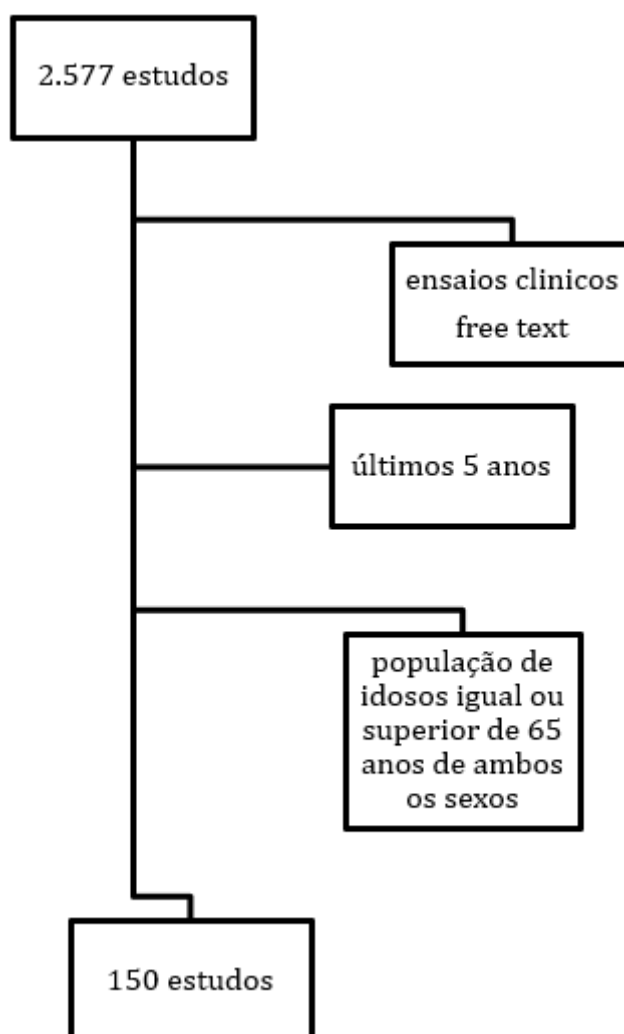 2.577 estudos
ensaios clinicos
free text
últimos 5 anos
população de
idosos igual ou
superior de 65
anos de ambos
os sexos
150 estudos